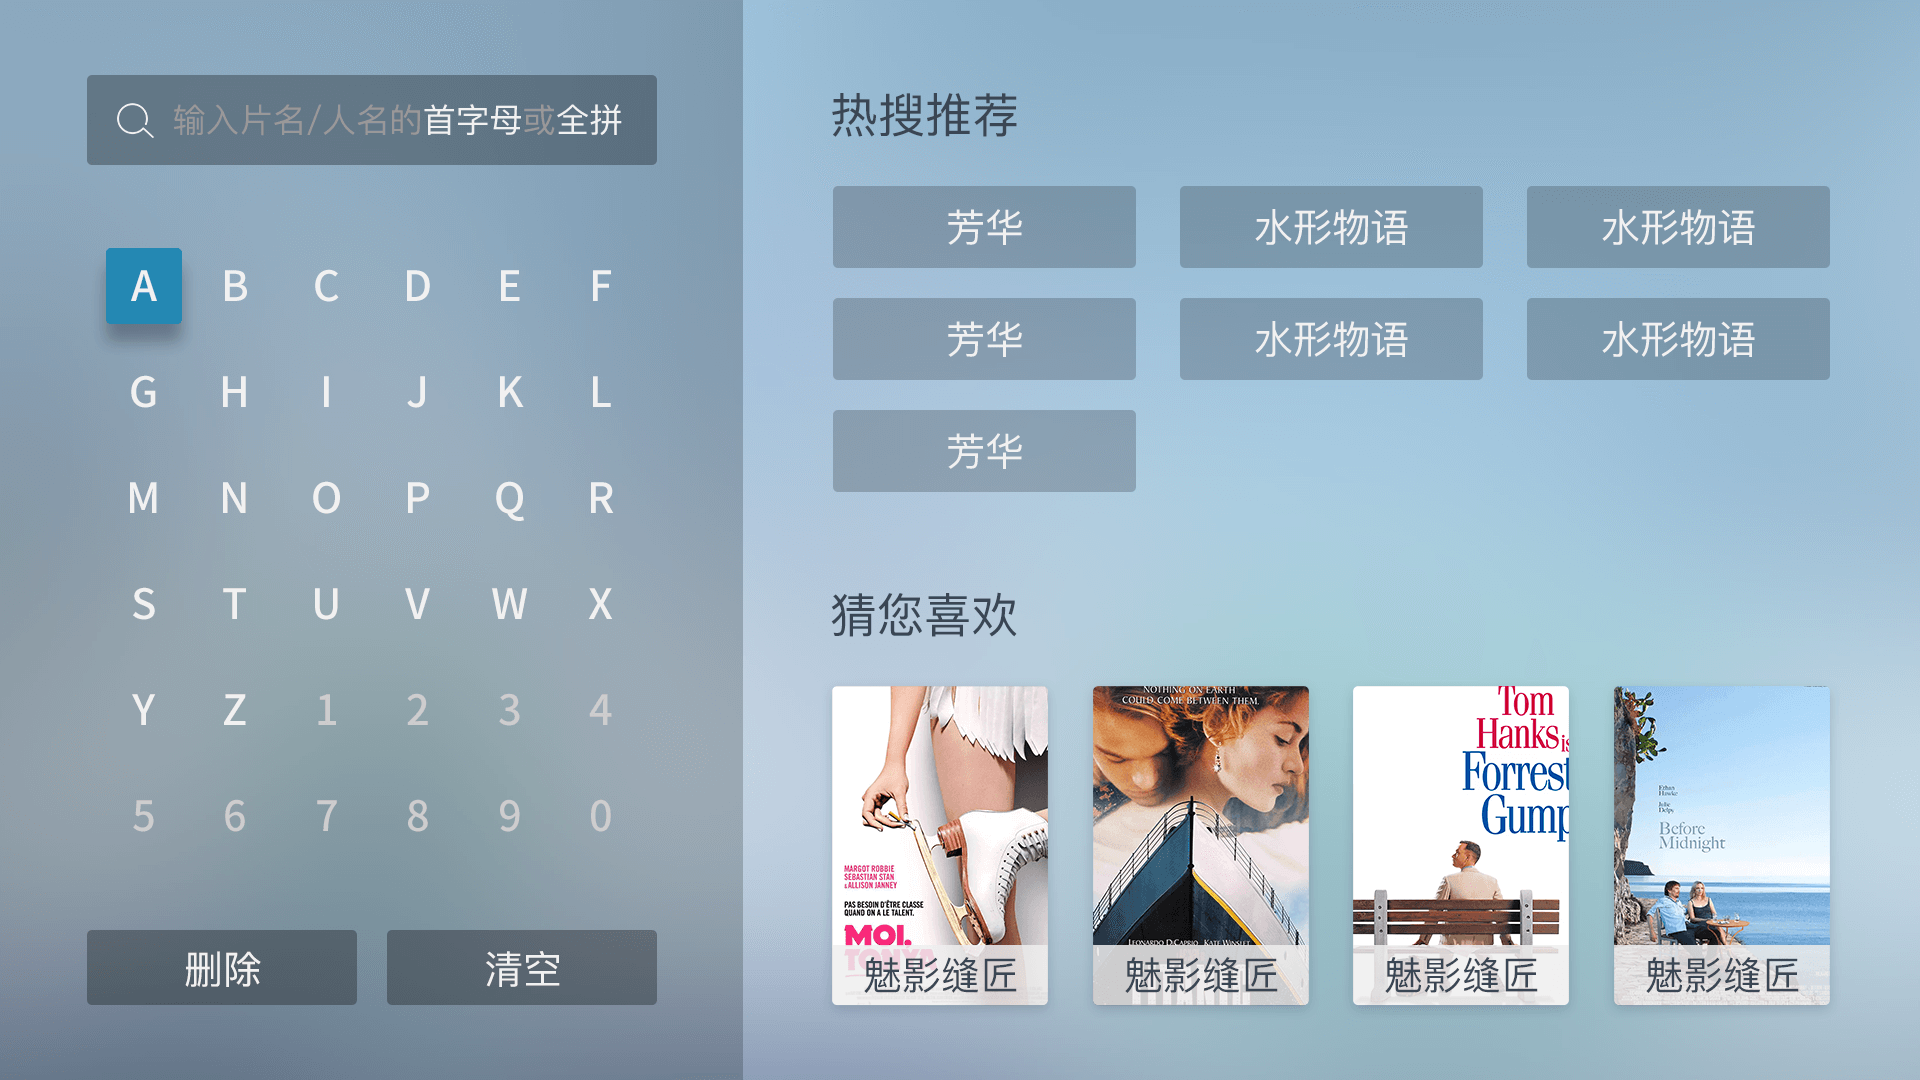 输入片名/人名的首字母或全拼
A B C D E F
G H I J K L
M N O P Q R
S T U V W X
Y Z 1 2 3 4
5 6 7 8 9 0
删除 清空
热搜推荐
芳华 水形物语 水形物语
芳华 水形物语 水形物语
芳华
猜您喜欢
MARGOT ROBBIE
SEBASTIAN STAN
& ALLISON JANNEY
PAS BESOIN D'ÊTRE CLASSE
QUAND ON A LE TALENT.
MOI,
TONYA
魅影缝匠
NOTHING ON EARTH
COULD COME BETWEEN THEM.
LEONARDO DICAPRIO KATE WINSLET
魅影缝匠
Tom
Hanks is
Forrest
Gump
魅影缝匠
Ethan
Hawke
Julie
Delpy
Before
Midnight
魅影缝匠